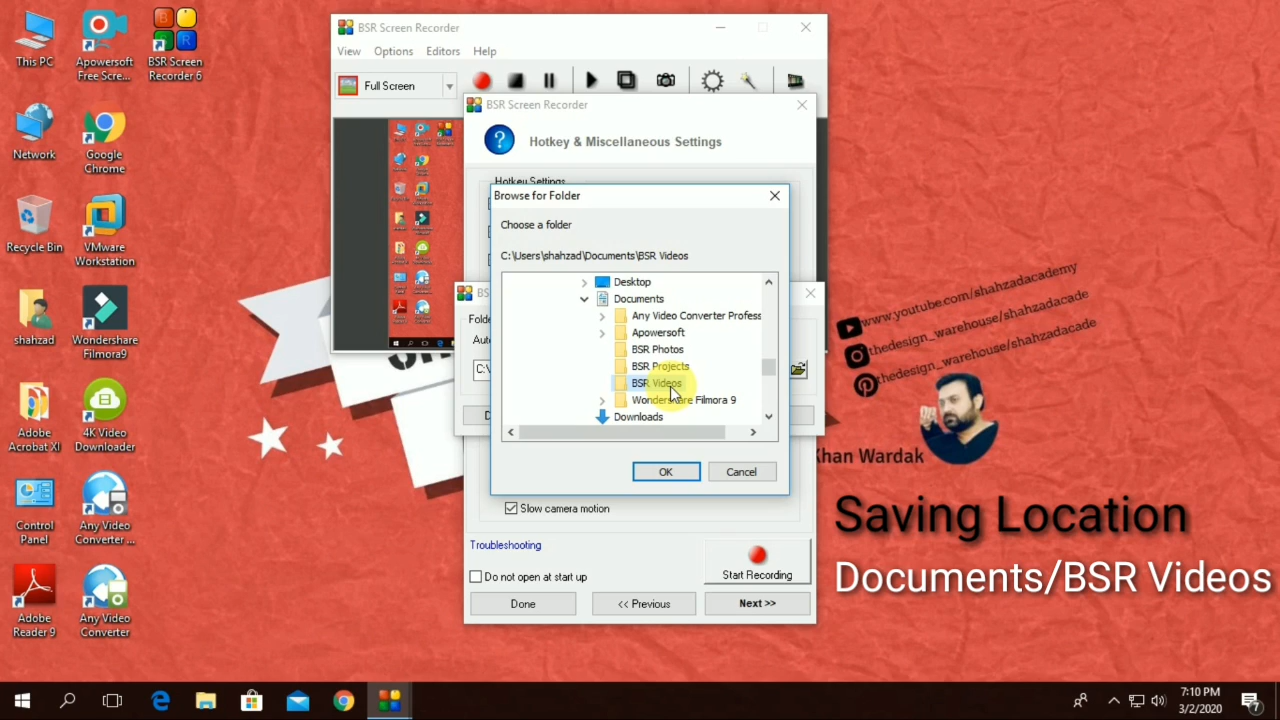 This PC
Apowersoft
Free Scre...
BSR Screen
Recorder 6
Network
Google
Chrome
Recycle Bin
VMware
Workstation
shahzad
Wondershare
Filmora9
Adobe
Acrobat XI
4K Video
Downloader
Control
Panel
Any Video
Converter ...
Adobe
Reader 9
Any Video
Converter
BSR Screen Recorder
View Options Editors Help
Full Screen
BSR Screen Recorder
Hotkey & Miscellaneous Settings
Hotkey Settings
BS
Folde
Auto
C:\
D
Browse for Folder
Choose a folder
C:\Users\shahzad\Documents\BSR Videos
Desktop
Documents
Any Video Converter Profess
Apowersoft
BSR Photos
BSR Projects
BSR Videos
Wondershare Filmora 9
Downloads
OK Cancel
Slow camera motion
Troubleshooting
Do not open at start up
Start Recording
Done << Previous Next >>
www.youtube.com/shahzadacademy
thedesign_warehouse/shahzadacade
thedesign_warehouse/shahzadacade
Khan Wardak
Saving Location
Documents/BSR Videos
7:10 PM
3/2/2020
7